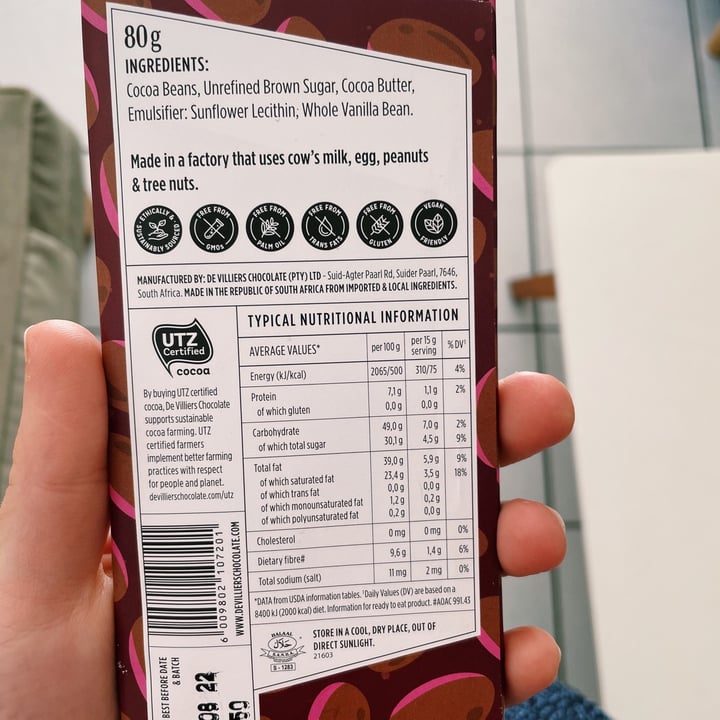 80g
INGREDIENTS:
Cocoa Beans, Unrefined Brown Sugar, Cocoa Butter,
Emulsifier: Sunflower Lecithin; Whole Vanilla Bean.
Made in a factory that uses cow's milk, egg, peanuts
& tree nuts.
ETHICALLY & SUSTAINABLY SOURCED
FREE FROM GMOS
FREE FROM PALM OIL
FREE FROM TRANS FATS
FREE FROM GLUTEN
VEGAN FRIENDLY
MANUFACTURED BY: DE VILLIERS CHOCOLATE (PTY) LTD - Suid-Agter Paarl Rd, Suider Paarl, 7646,
South Africa. MADE IN THE REPUBLIC OF SOUTH AFRICA FROM IMPORTED & LOCAL INGREDIENTS.
UTZ
Certified
cocoa
By buying UTZ certified
cocoa, De Villiers Chocolate
supports sustainable
cocoa farming. UTZ
certified farmers
implement better farming
practices with respect
for people and planet.
devillierschocolate.com/utz
TYPICAL NUTRITIONAL INFORMATION
AVERAGE VALUES* per 100 g per 15 g serving % DV¹
Energy (kJ/kcal) 2065/500 310/75 4%
Protein 7,1 g 1,1 g 2%
of which gluten 0,0 g 0,0 g
Carbohydrate 49,0 g 7,0 g 2%
of which total sugar 30,1 g 4,5 g 9%
Total fat 39,0 g 5,9 g 9%
of which saturated fat 23,4 g 3,5 g 18%
of which trans fat 0,0 g 0,0 g
of which monounsaturated fat 1,2 g 0,2 g
of which polyunsaturated fat 0,2 g 0,0 g
Cholesterol 0 mg 0 mg 0%
Dietary fibre# 9,6 g 1,4 g 6%
Total sodium (salt) 11 mg 2 mg 0%
*DATA from USDA information tables. ¹Daily Values (DV) are based on a
8400 kJ (2000 kcal) diet. Information for ready to eat product. #AOAC 991.43
6 009802 107201
WWW.DEVILLIERSCHOCOLATE.COM
HALAAL
S - 1283
STORE IN A COOL, DRY PLACE, OUT OF
DIRECT SUNLIGHT.
21603
BEST BEFORE DATE
& BATCH
22